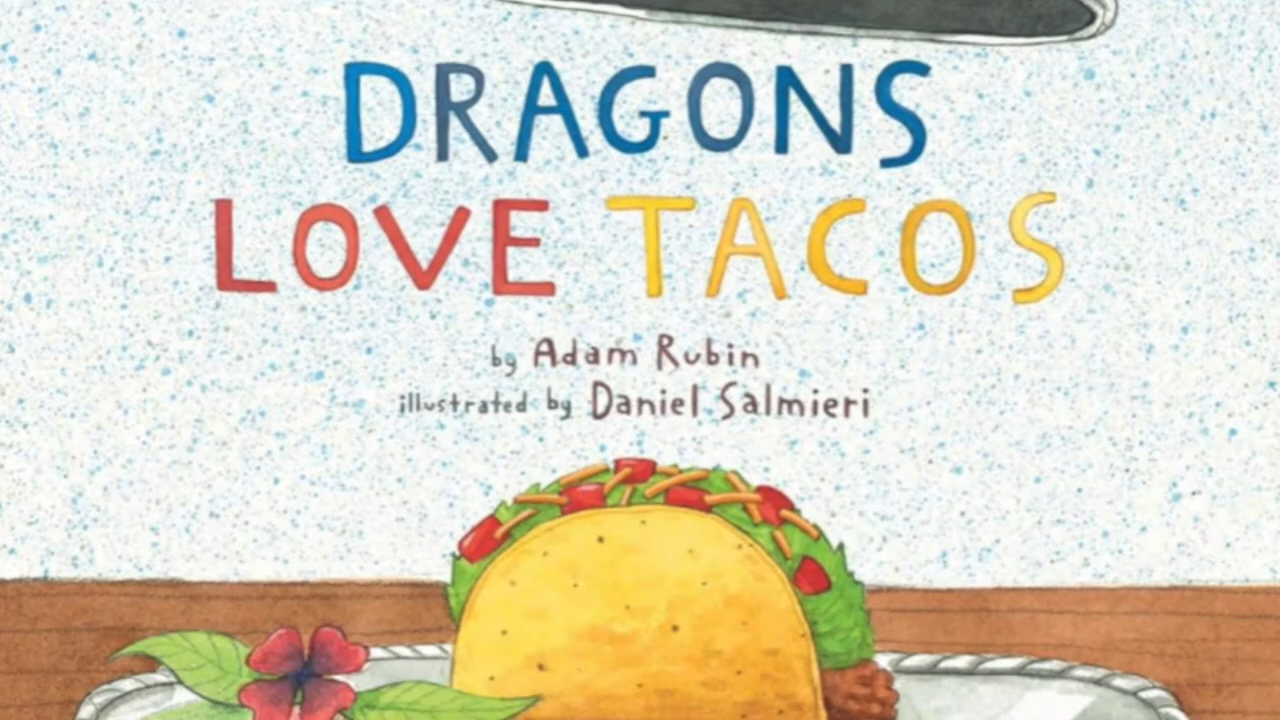 DRAGONS
LOVE TACOS
by Adam Rubin
illustrated by Daniel Salmieri